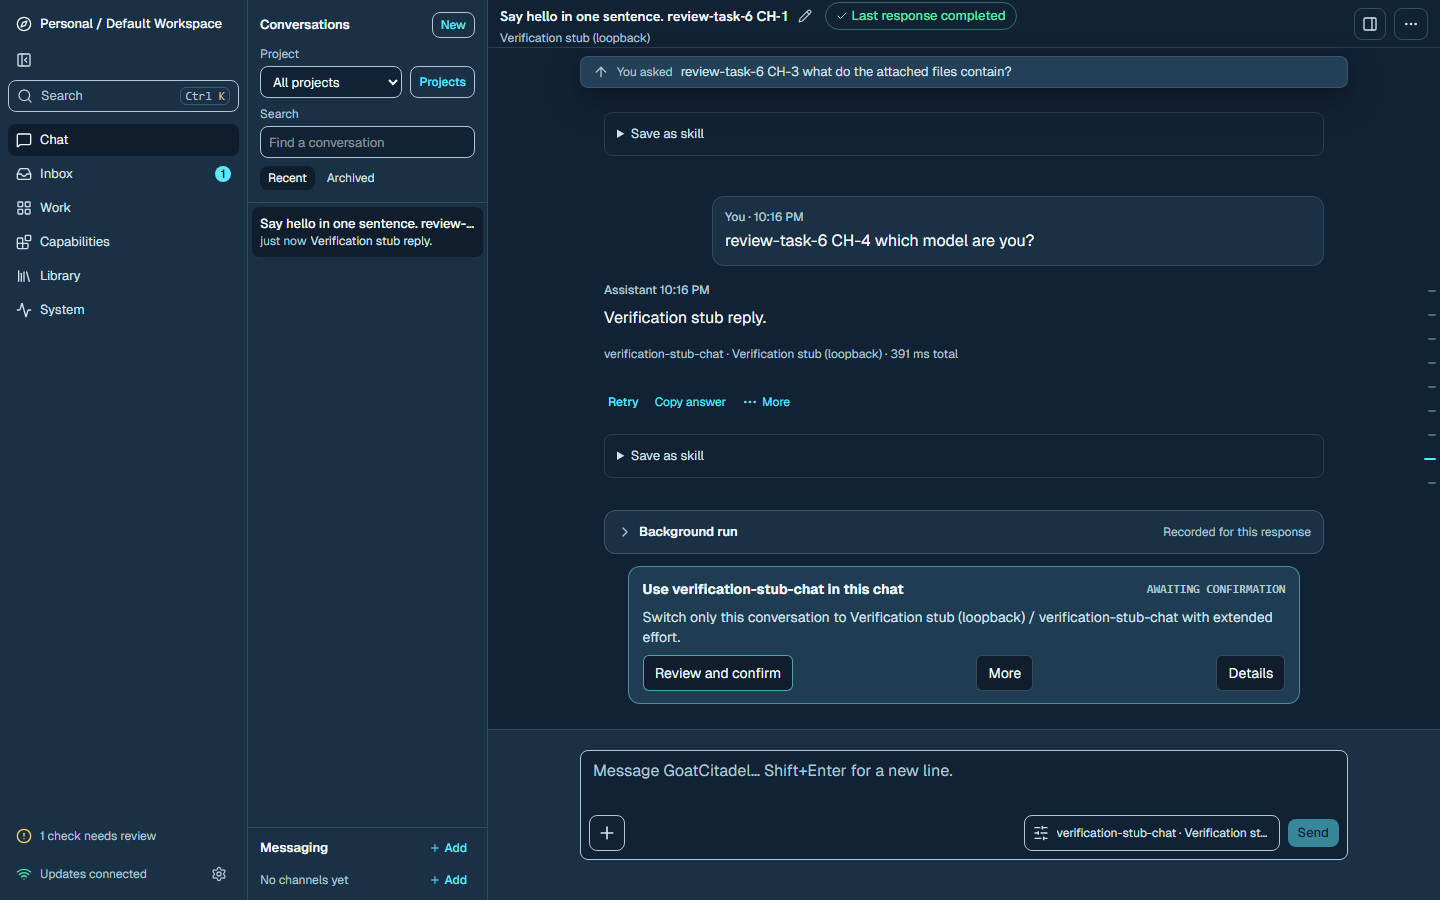 Personal / Default Workspace
Search
Ctrl K
Chat
Inbox
1
Work
Capabilities
Library
System
1 check needs review
Updates connected
Conversations
New
Project
All projects
Projects
Search
Find a conversation
Recent
Archived
Say hello in one sentence. review-...
just now Verification stub reply.
Messaging
+ Add
No channels yet
+ Add
Say hello in one sentence. review-task-6 CH-1
Last response completed
Verification stub (loopback)
You asked review-task-6 CH-3 what do the attached files contain?
Save as skill
You · 10:16 PM
review-task-6 CH-4 which model are you?
Assistant 10:16 PM
Verification stub reply.
verification-stub-chat · Verification stub (loopback) · 391 ms total
Retry
Copy answer
··· More
Save as skill
Background run
Recorded for this response
Use verification-stub-chat in this chat
AWAITING CONFIRMATION
Switch only this conversation to Verification stub (loopback) / verification-stub-chat with extended
effort.
Review and confirm
More
Details
Message GoatCitadel... Shift+Enter for a new line.
verification-stub-chat · Verification st...
Send